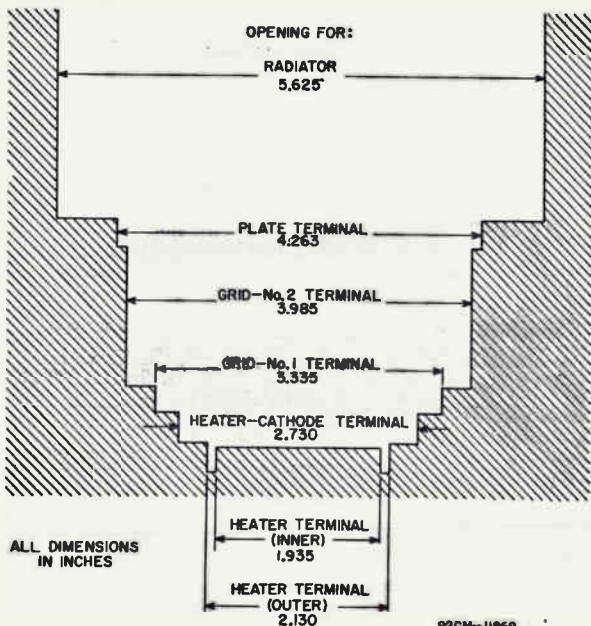 OPENING FOR:
RADIATOR
5.625
PLATE TERMINAL
4.263
GRID-No.2 TERMINAL
3.985
GRID-No.1 TERMINAL
3.335
HEATER-CATHODE TERMINAL
2.730
HEATER TERMINAL
(INNER)
1.935
ALL DIMENSIONS
IN INCHES
HEATER TERMINAL
(OUTER)
2.130